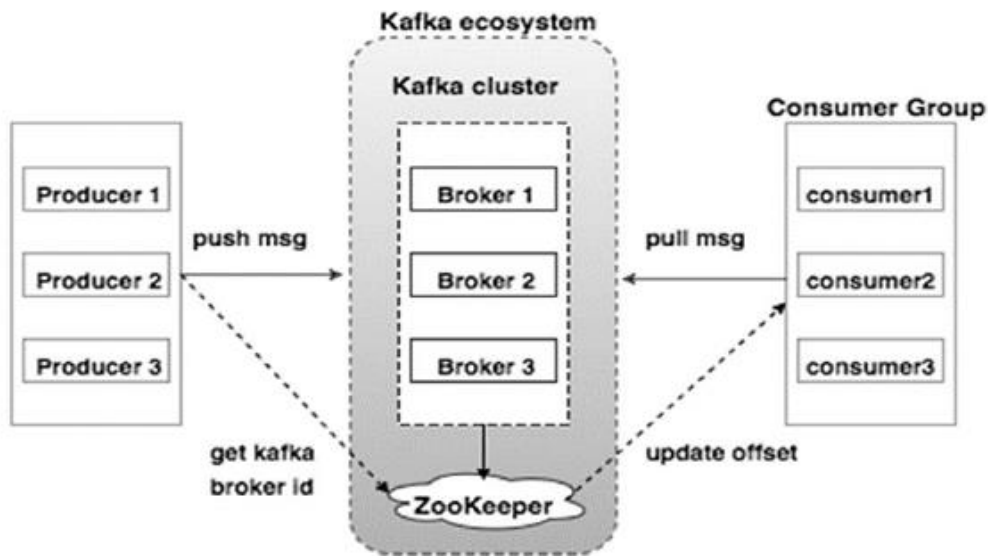 Kafka ecosystem
Kafka cluster
Consumer Group
Producer 1
Broker 1
consumer1
push msg
pull msg
Producer 2
Broker 2
consumer2
Producer 3
Broker 3
consumer3
get kafka
broker id
update offset
ZooKeeper